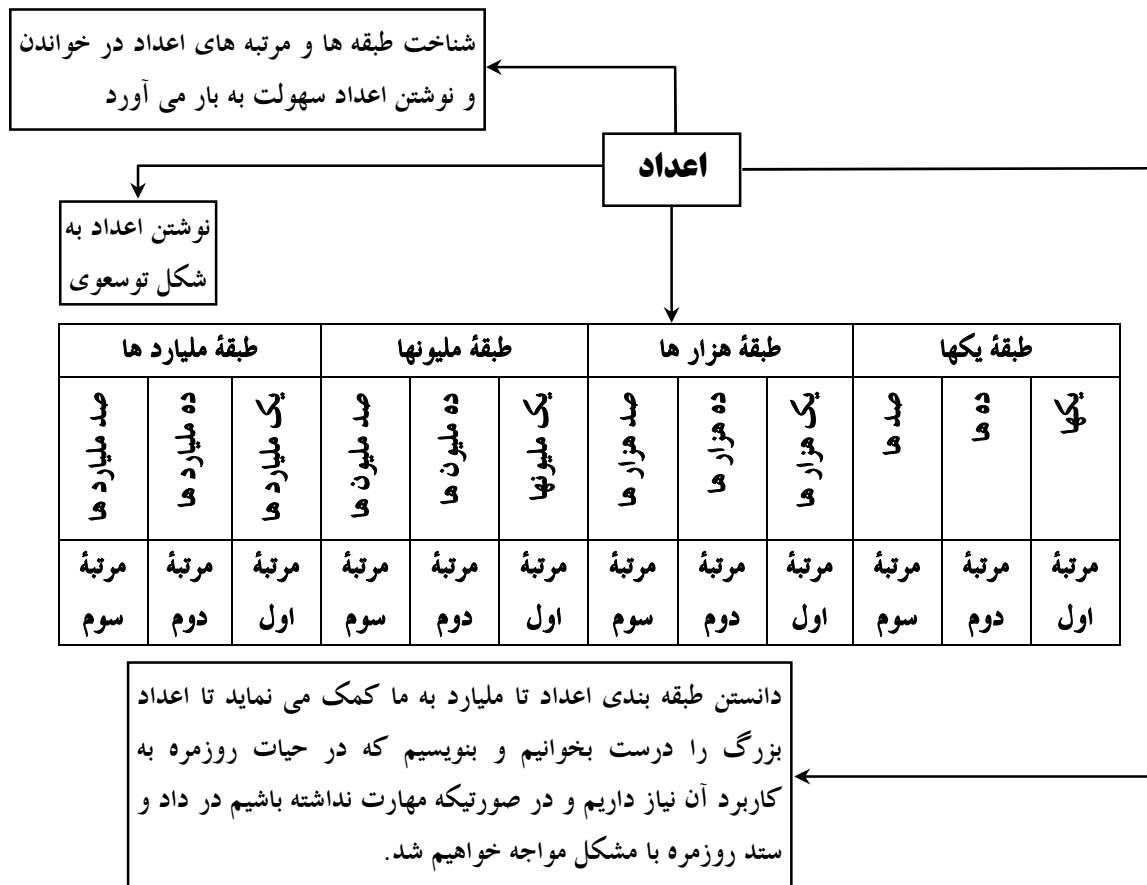 شناخت طبقه ها و مرتبه های اعداد در خواندن
و نوشتن اعداد سهولت به بار می آورد
اعداد
نوشتن اعداد به
شکل توسعوی
طبقهٔ یکها
طبقهٔ هزار ها
طبقهٔ ملیونها
طبقهٔ ملیارد ها
یکها
ده ها
صد ها
یک هزار ها
ده هزار ها
صد هزار ها
یک ملیونها
ده ملیون ها
صد ملیون ها
یک ملیارد ها
ده ملیارد ها
صد ملیارد ها
مرتبهٔ
اول
مرتبهٔ
دوم
مرتبهٔ
سوم
مرتبهٔ
اول
مرتبهٔ
دوم
مرتبهٔ
سوم
مرتبهٔ
اول
مرتبهٔ
دوم
مرتبهٔ
سوم
مرتبهٔ
اول
مرتبهٔ
دوم
مرتبهٔ
سوم
دانستن طبقه بندی اعداد تا ملیارد به ما کمک می نماید تا اعداد
بزرگ را درست بخوانیم و بنویسیم که در حیات روزمره به
کاربرد آن نیاز داریم و در صورتیکه مهارت نداشته باشیم در داد و
ستد روزمره با مشکل مواجه خواهیم شد.